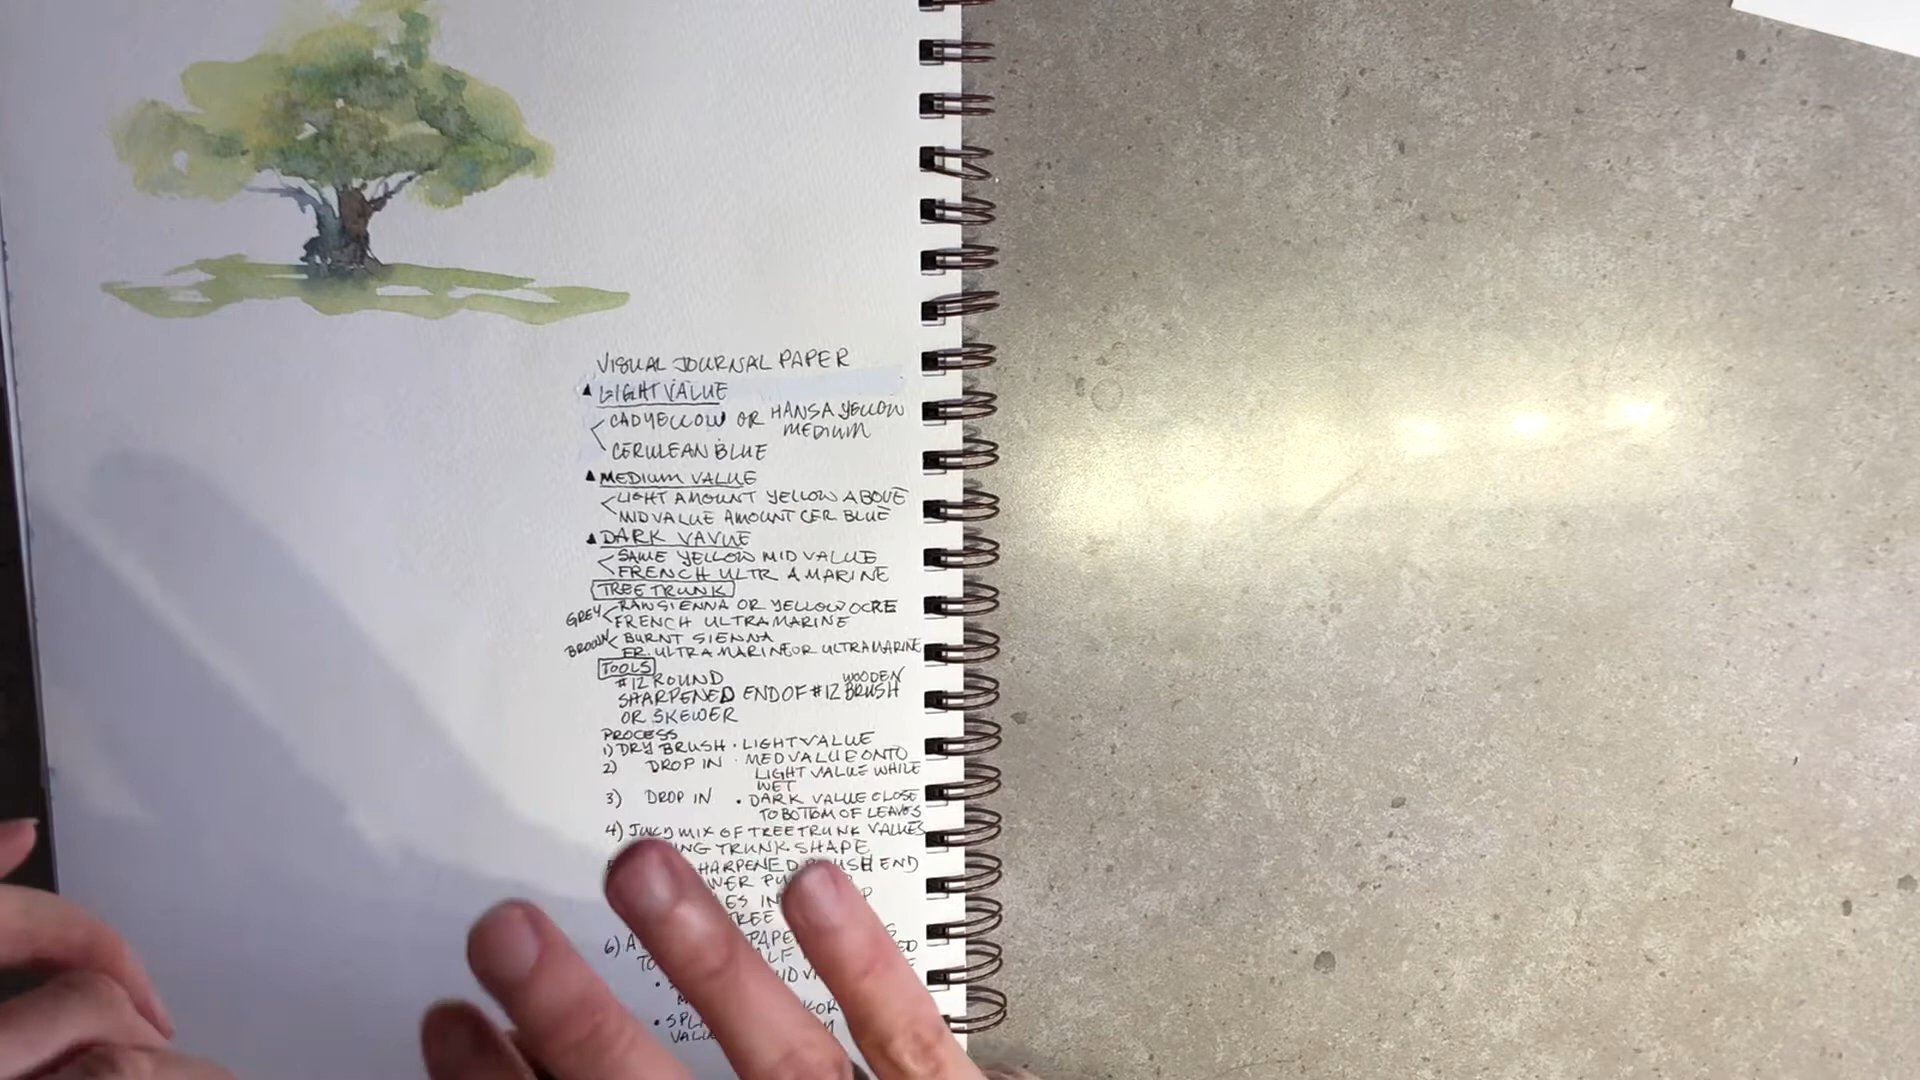 VISUAL JOURNAL PAPER
▲ LIGHT VALUE
CAD YELLOW OR HANSA YELLOW
MEDIUM
CERULEAN BLUE
▲ MEDIUM VALUE
LIGHT AMOUNT YELLOW ABOVE
MID VALUE AMOUNT CER BLUE
▲ DARK VAVUE
SAME YELLOW MID VALUE
FRENCH ULTRAMARINE
TREE TRUNK
GREY RAW SIENNA OR YELLOW OCRE
FRENCH ULTRAMARINE
BROWN BURNT SIENNA
FR. ULTRAMARINE OR ULTRAMARINE
TOOLS
#12 ROUND
SHARPENED END OF #12 WOODEN BRUSH
OR SKEWER
PROCESS
1) DRY BRUSH · LIGHT VALUE
2) DROP IN · MED VALUE ONTO
LIGHT VALUE WHILE
WET
3) DROP IN · DARK VALUE CLOSE
TO BOTTOM OF LEAVES
4) JUICY MIX OF TREE TRUNK VALUES
TRUNK SHAPE
SHARPENED BRUSH END
TREE
6)